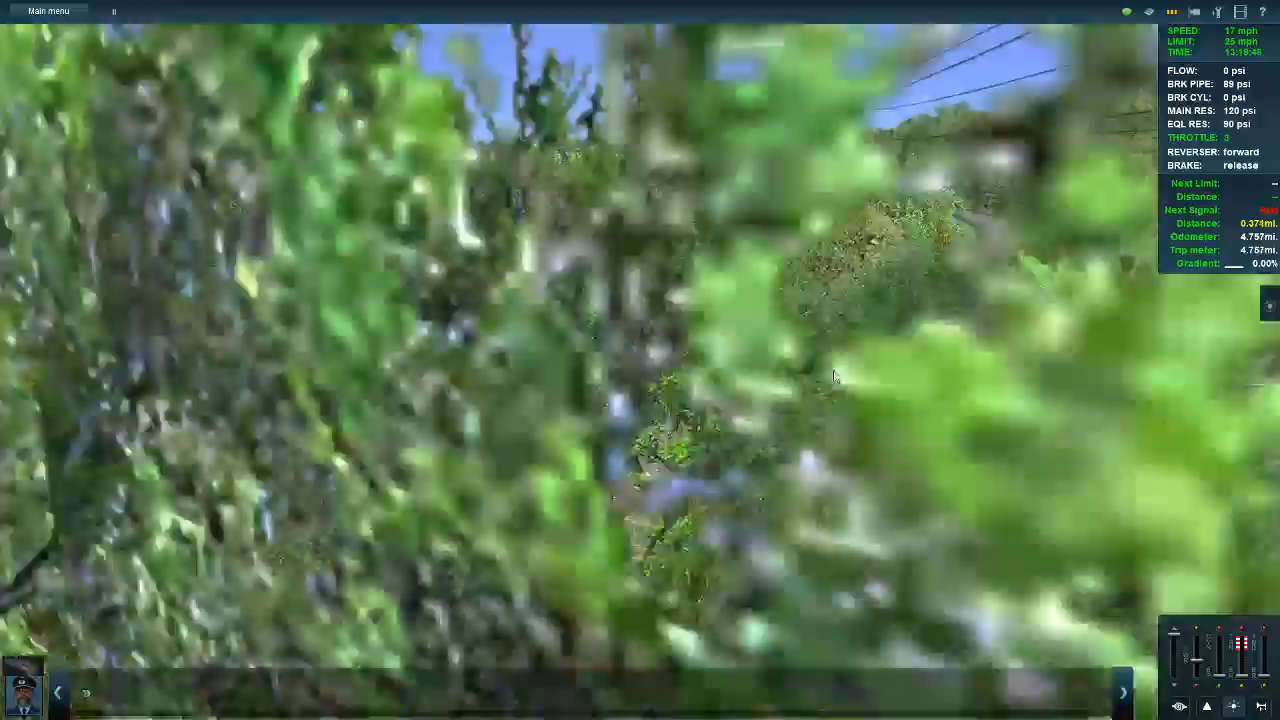 Main menu
?
SPEED: 17 mph
LIMIT: 25 mph
TIME: 13:19:48
FLOW: 0 psi
BRK PIPE: 89 psi
BRK CYL: 0 psi
MAIN RES: 120 psi
EQL RES: 90 psi
THROTTLE: 3
REVERSER: forward
BRAKE: release
Next Limit: --
Distance: --
Next Signal: Red
Distance: 0.374mi.
Odometer: 4.757mi.
Trip meter: 4.757mi.
Gradient: 0.00%